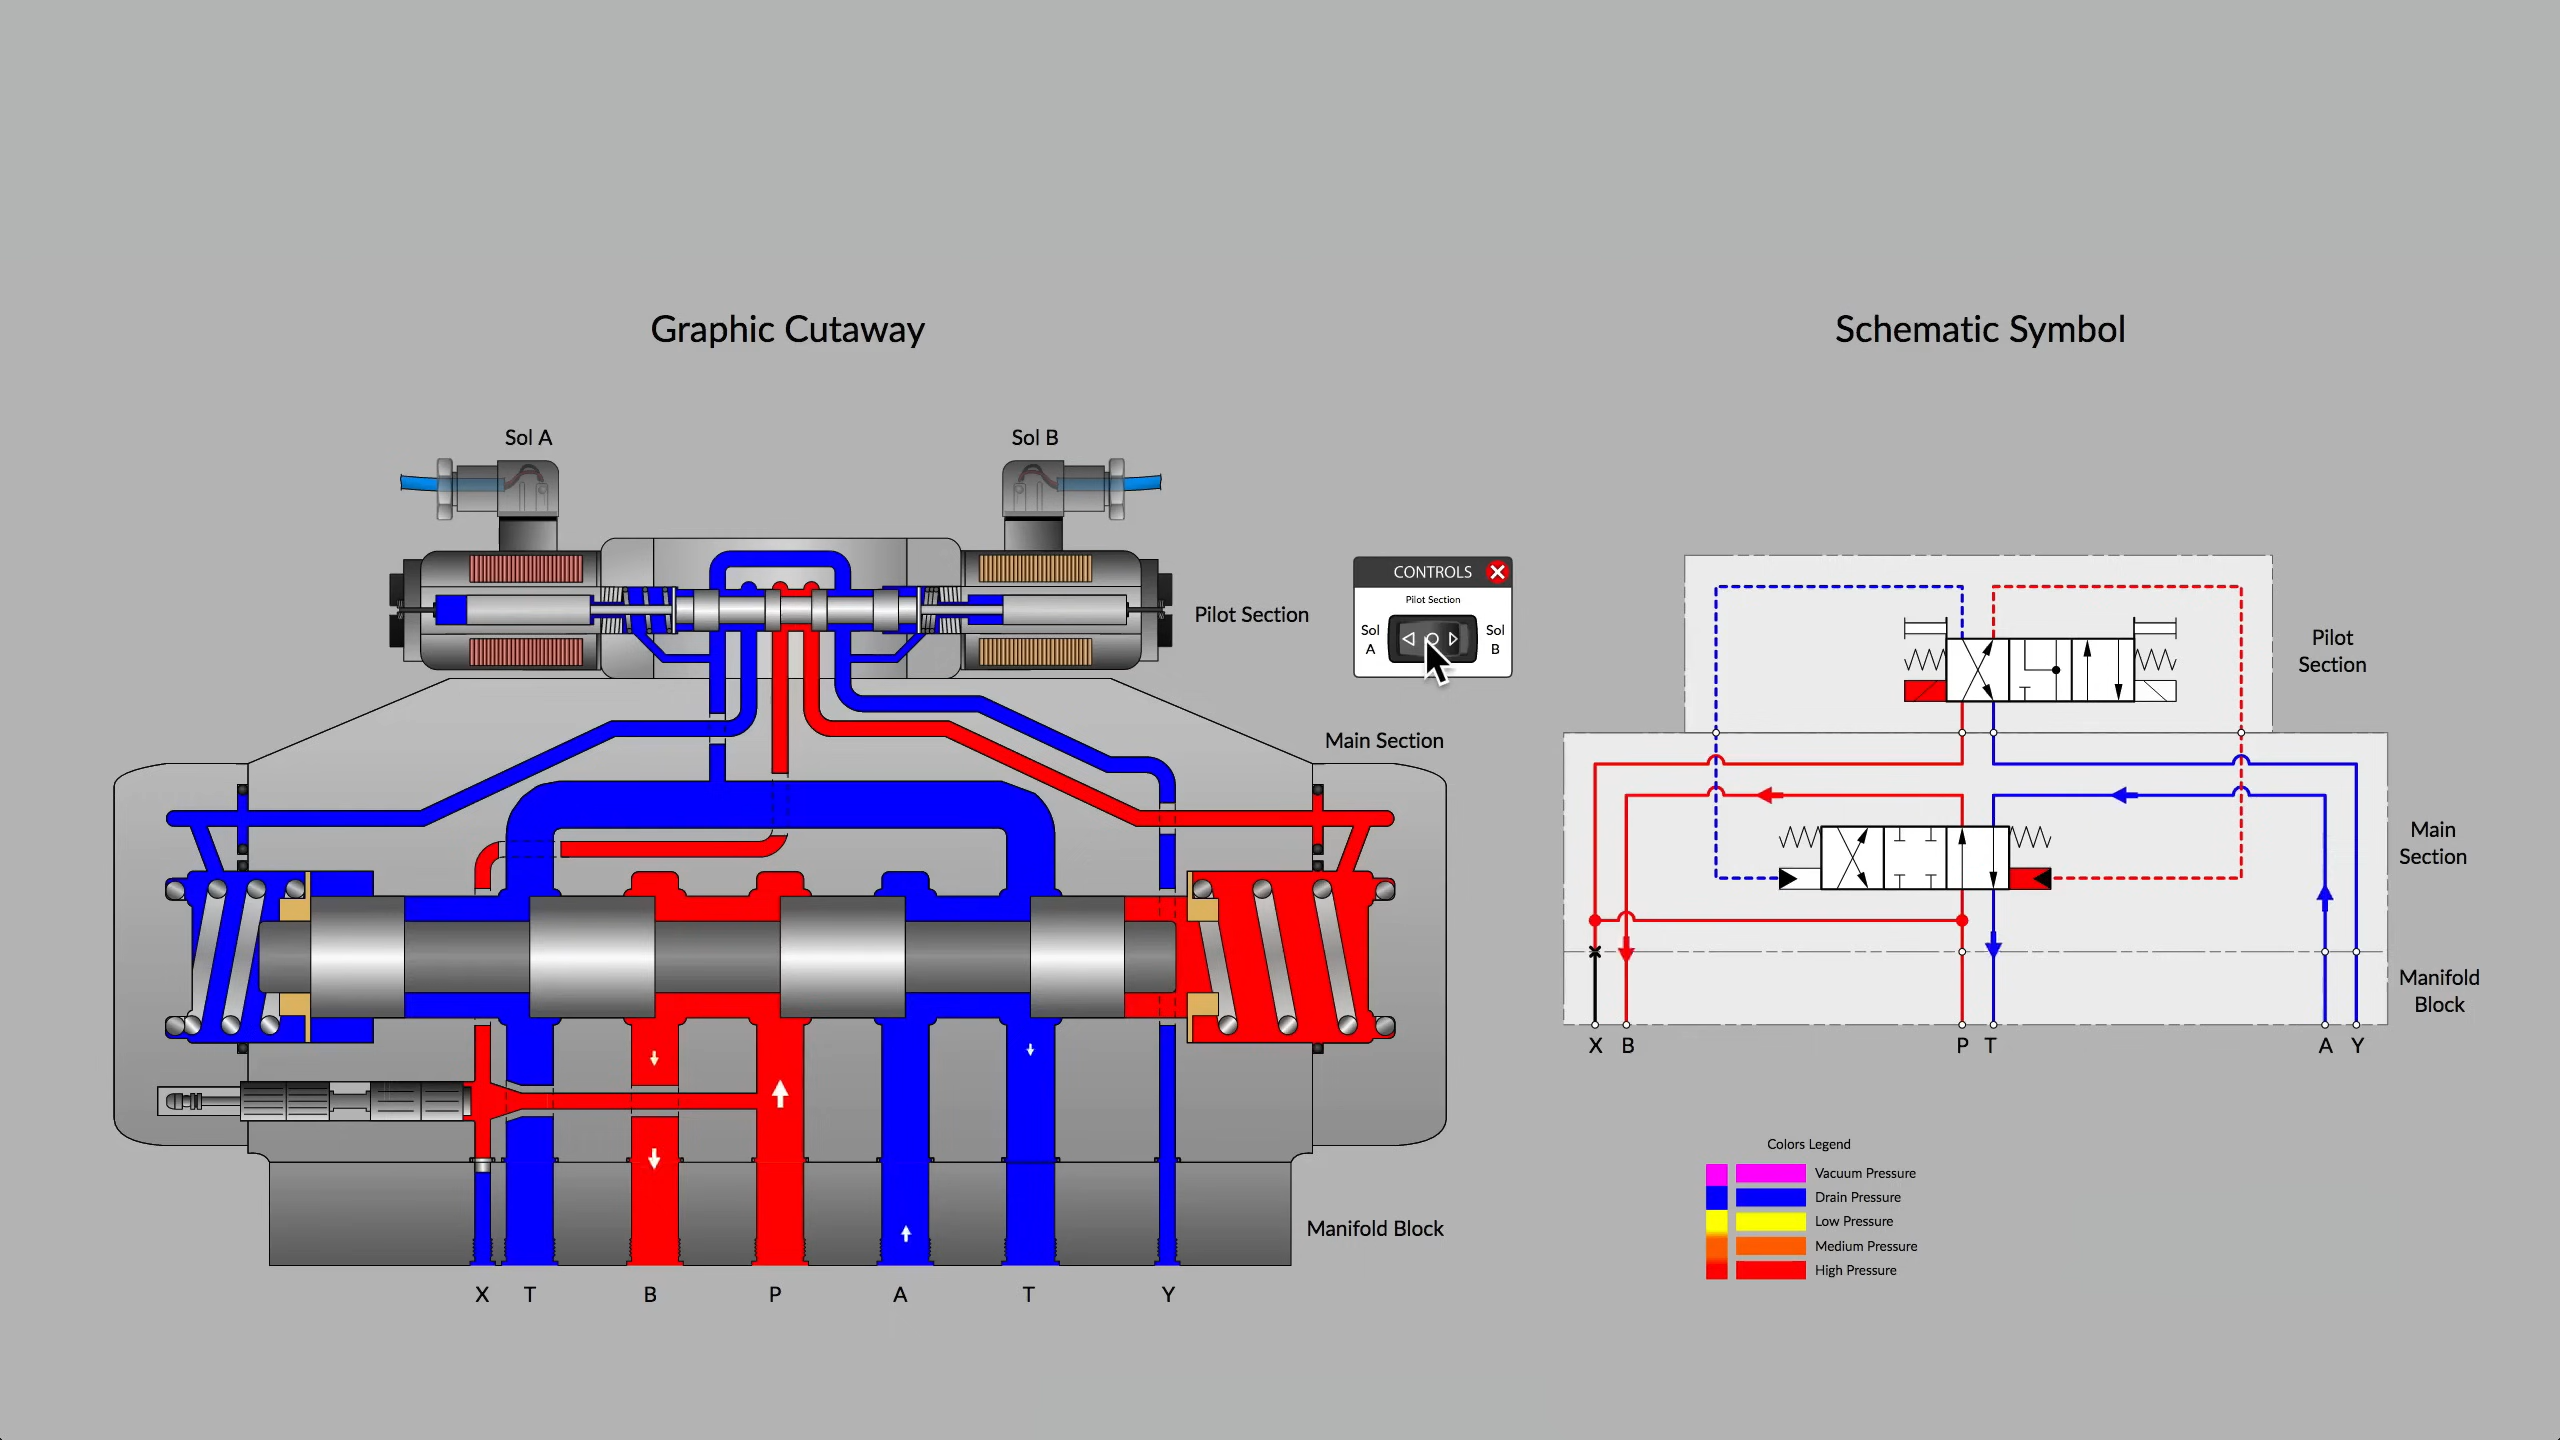 Graphic Cutaway
Schematic Symbol
Sol A
Sol B
CONTROLS
Pilot Section
Sol
A
Sol
B
Pilot Section
Main Section
Manifold Block
X T B P A T Y
Pilot
Section
Main
Section
Manifold
Block
X B P T A Y
Colors Legend
Vacuum Pressure
Drain Pressure
Low Pressure
Medium Pressure
High Pressure